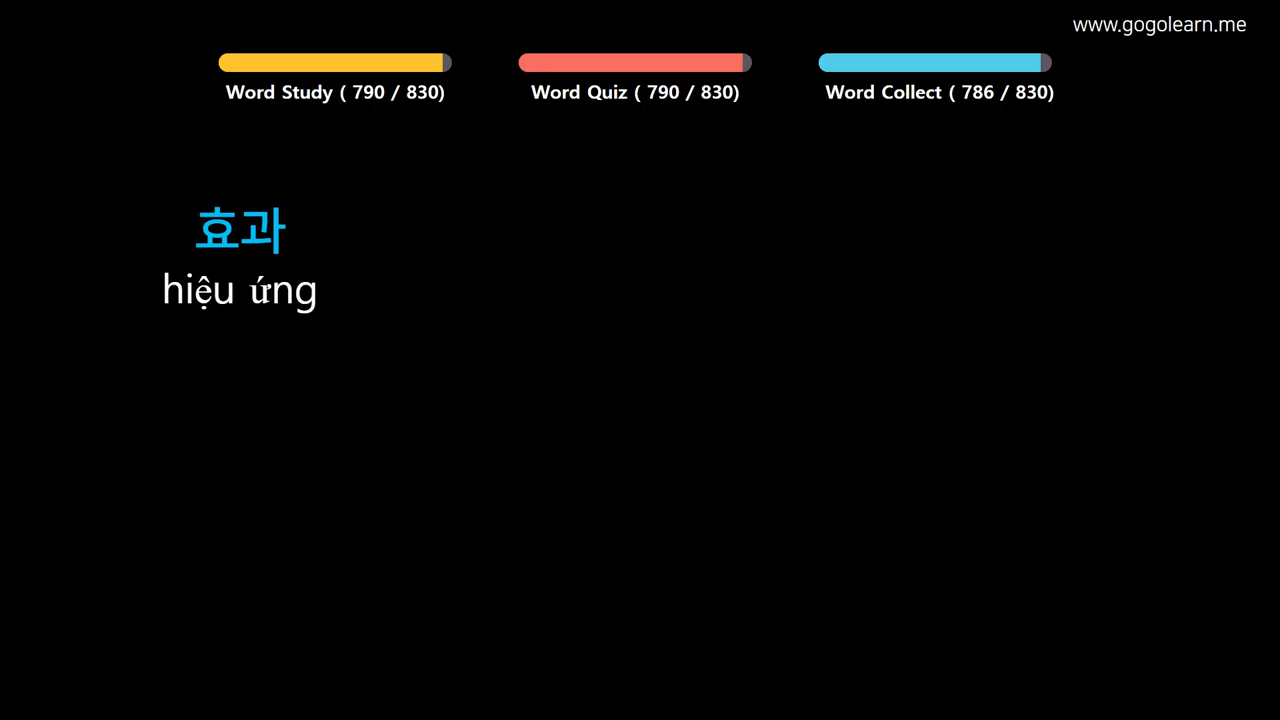 www.gogolearn.me
Word Study ( 790 / 830)
Word Quiz ( 790 / 830)
Word Collect ( 786 / 830)
효과
hiệu ứng